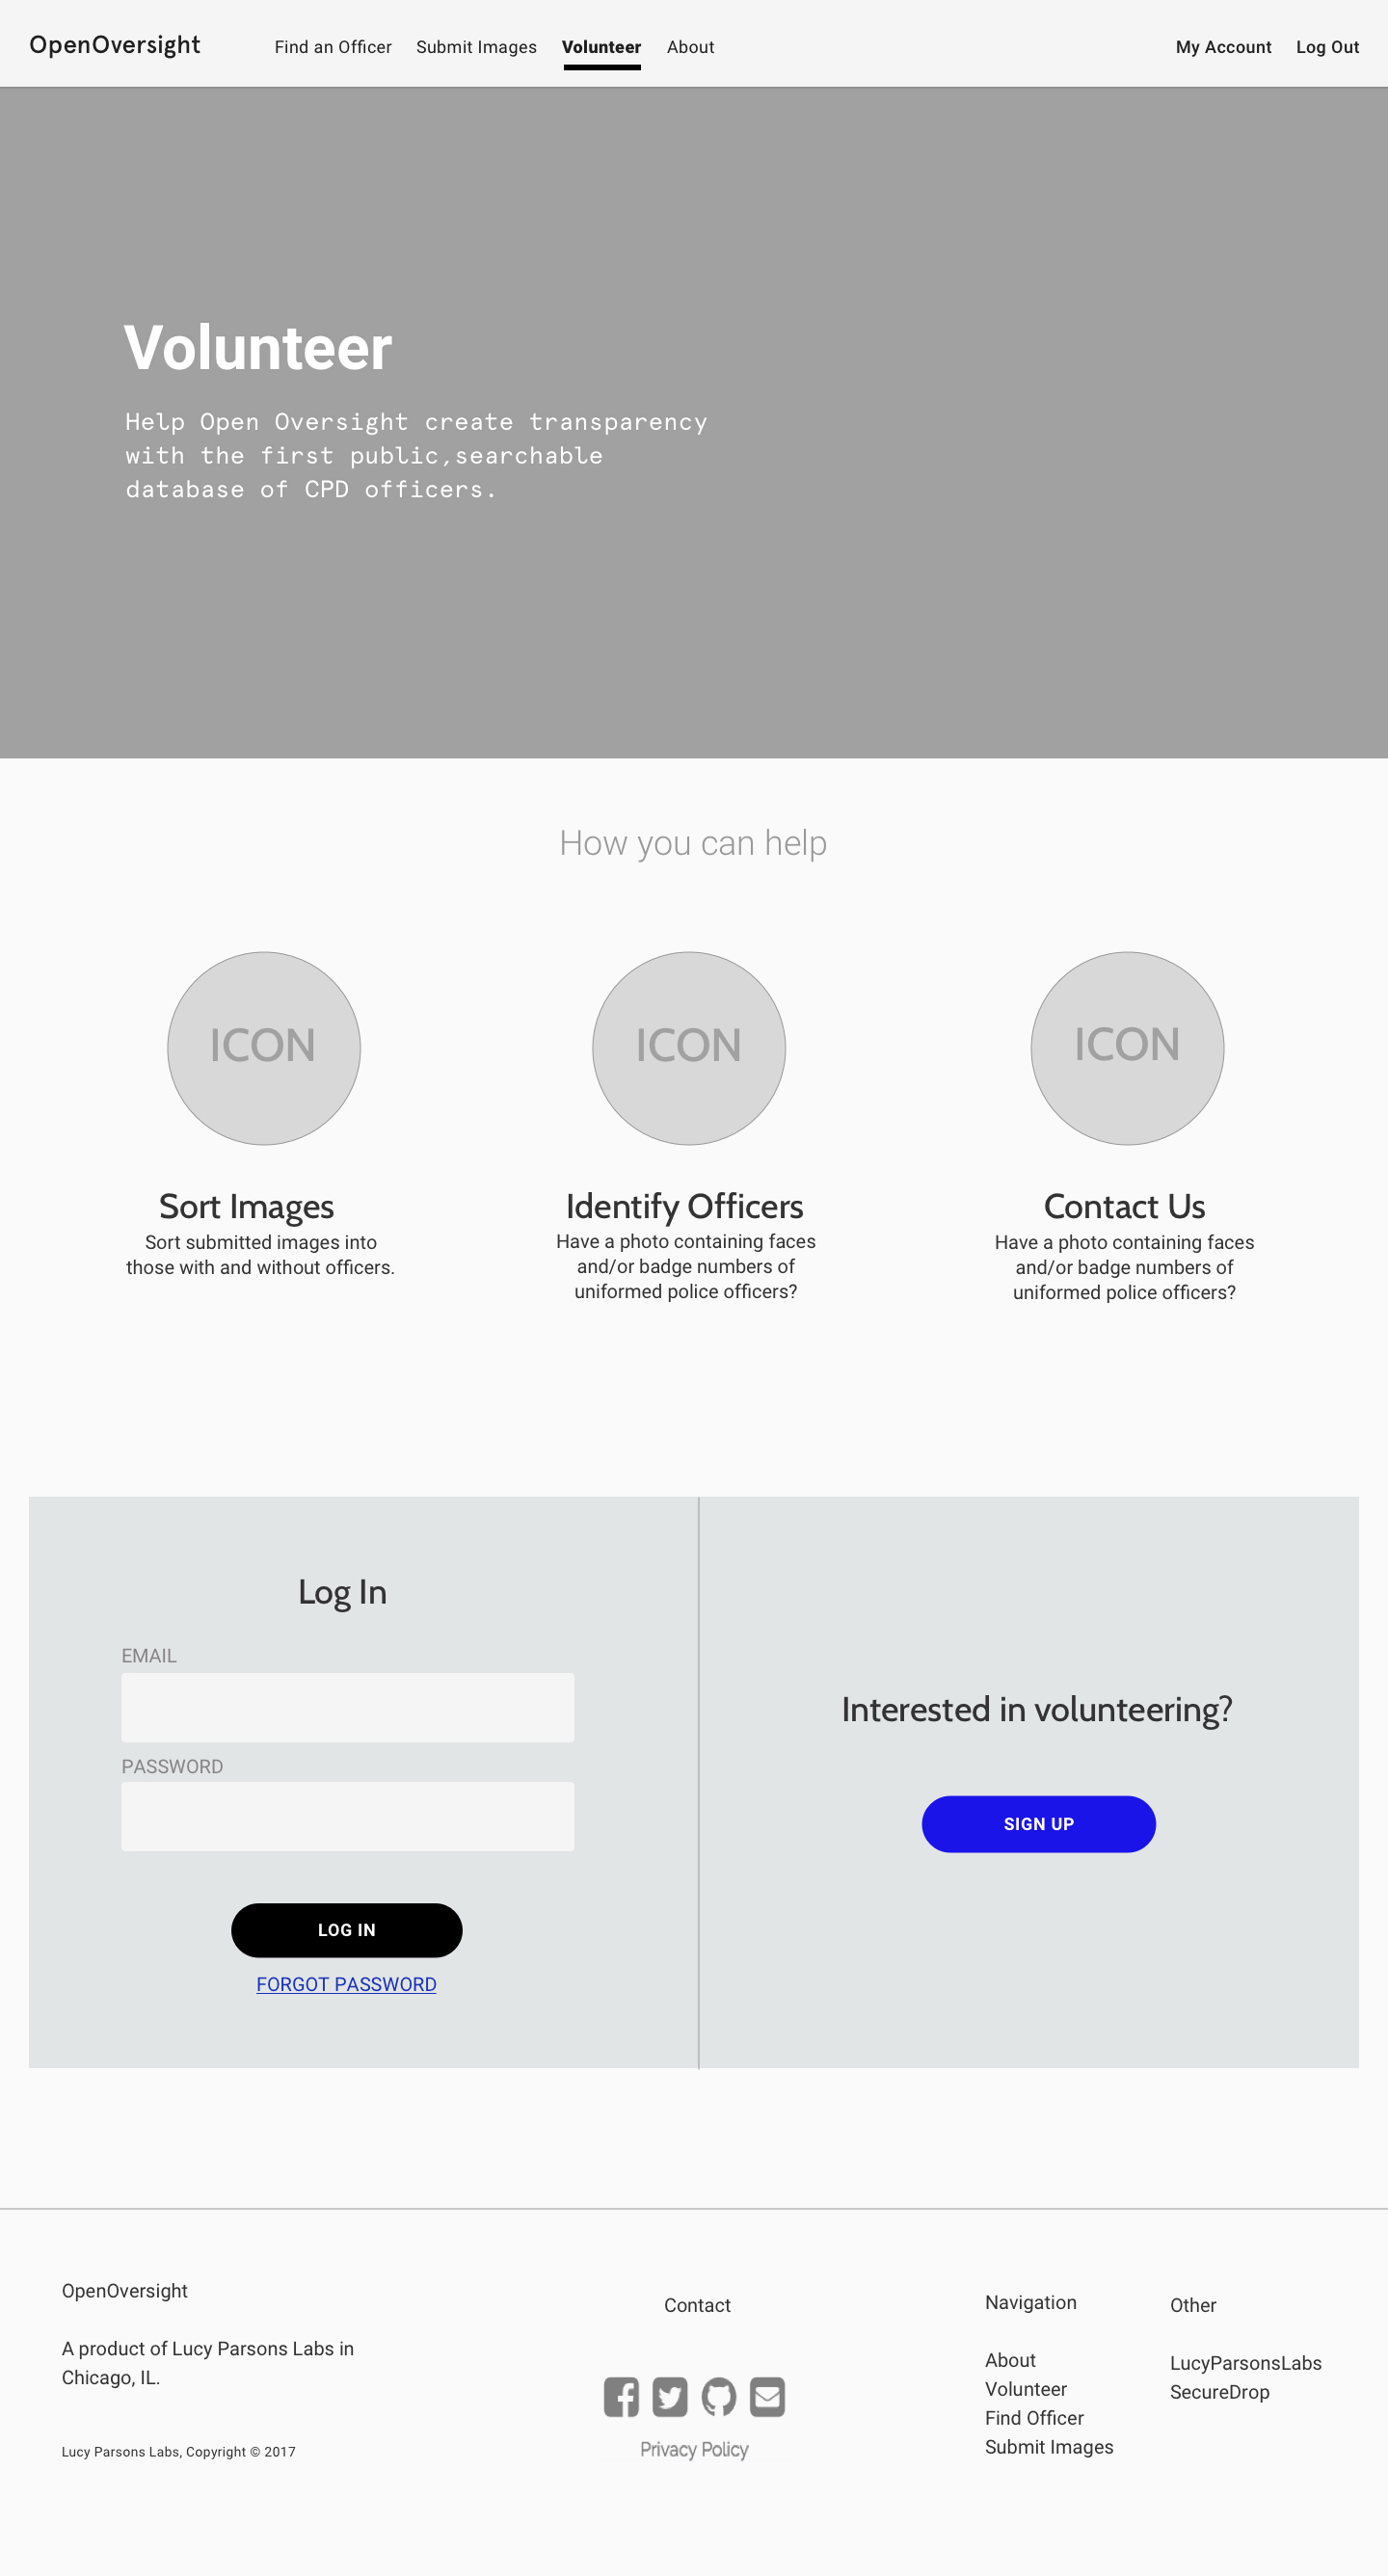 OpenOversight
Find an Officer
Submit Images
Volunteer
About
My Account
Log Out
Volunteer
Help Open Oversight create transparency
with the first public,searchable
database of CPD officers.
How you can help
ICON
ICON
ICON
Sort Images
Sort submitted images into
those with and without officers.
Identify Officers
Have a photo containing faces
and/or badge numbers of
uniformed police officers?
Contact Us
Have a photo containing faces
and/or badge numbers of
uniformed police officers?
Log In
EMAIL
PASSWORD
LOG IN
FORGOT PASSWORD
Interested in volunteering?
SIGN UP
OpenOversight
A product of Lucy Parsons Labs in
Chicago, IL.
Lucy Parsons Labs, Copyright © 2017
Contact
Privacy Policy
Navigation
About
Volunteer
Find Officer
Submit Images
Other
LucyParsonsLabs
SecureDrop